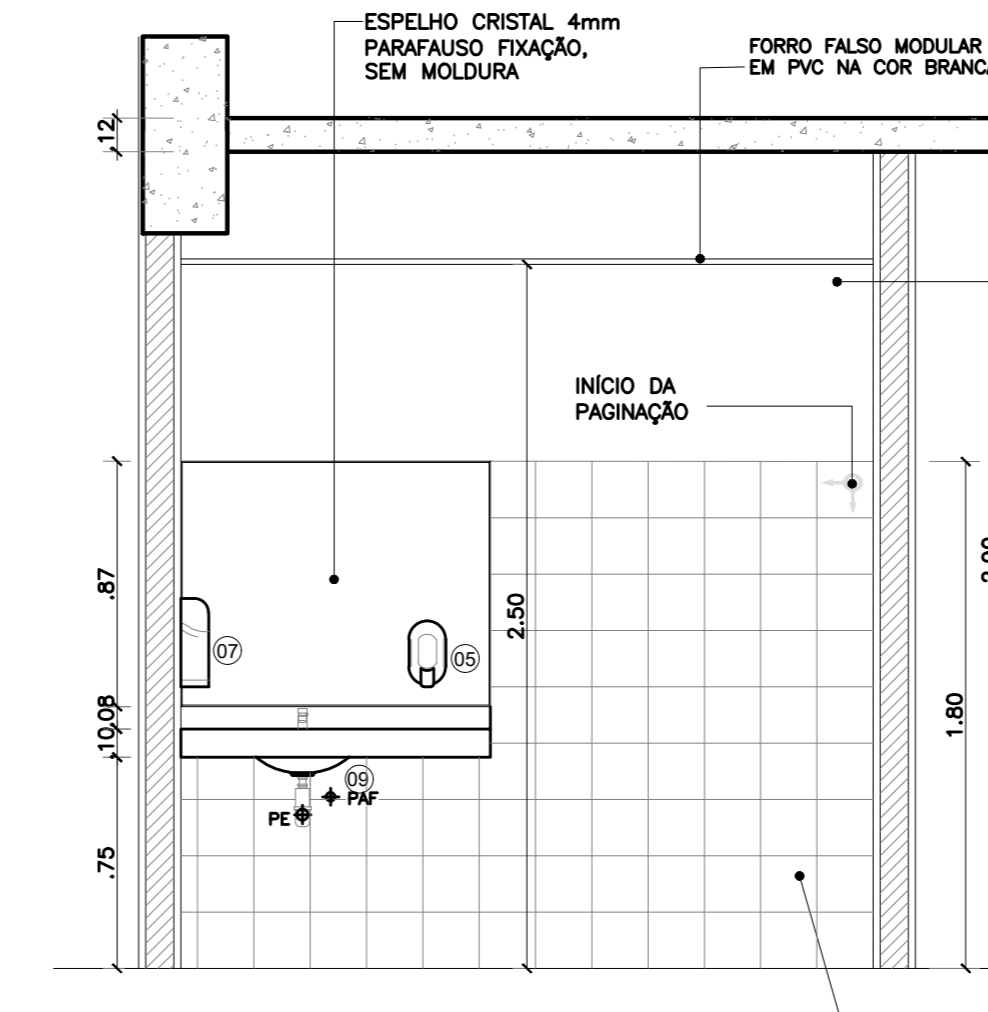 ESPELHO CRISTAL 4mm
PARAFAUSO FIXAÇÃO,
SEM MOLDURA
FORRO FALSO MODULAR
EM PVC NA COR BRANCA
.12
INÍCIO DA
PAGINAÇÃO
.87
2.50
07
05
.08
.10
1.80
09
PAF
PE
.75